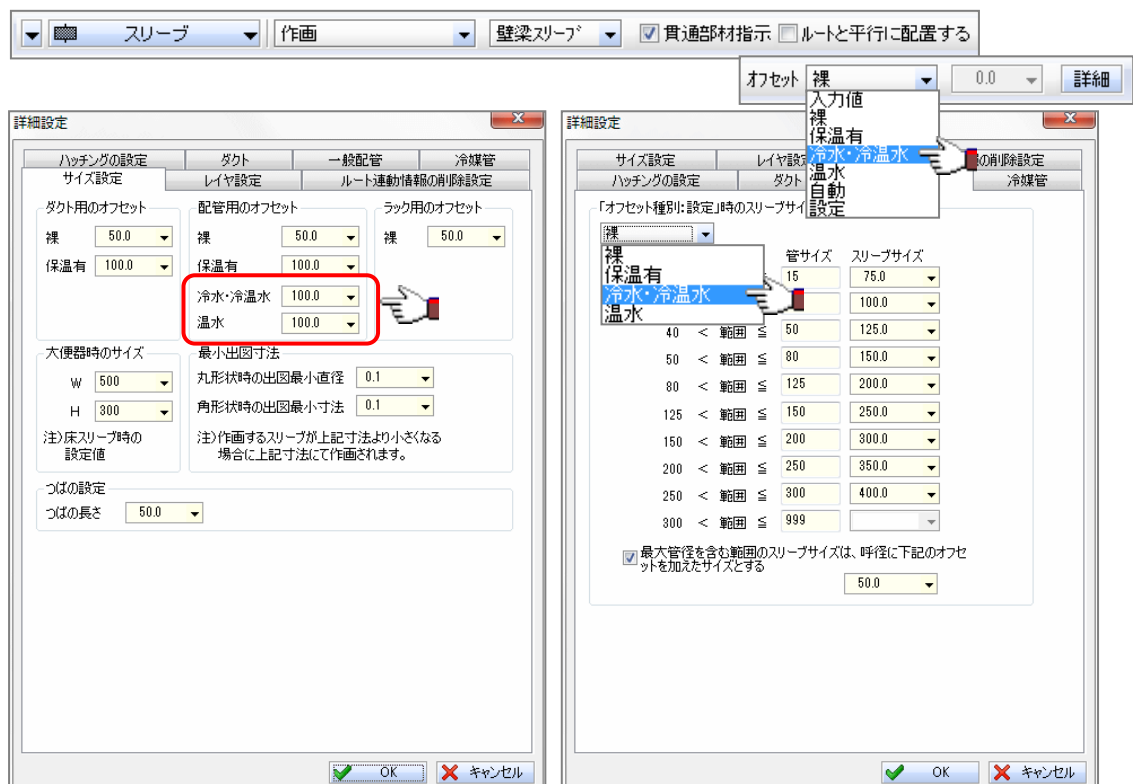 スリーブ 作画 壁梁スリーブ 貫通部材指示 ルートと平行に配置する
オフセット 裸 0.0 詳細
入力値
裸
保温有
冷水・冷温水
温水
自動
設定
詳細設定
ハッチングの設定 ダクト 一般配管 冷媒管
サイズ設定 レイヤ設定 ルート連動情報の削除設定
ダクト用のオフセット
裸 50.0
保温有 100.0
配管用のオフセット
裸 50.0
保温有 100.0
冷水・冷温水 100.0
温水 100.0
ラック用のオフセット
裸 50.0
大便器時のサイズ
W 500
H 300
注)床スリーブ時の
設定値
最小出図寸法
丸形状時の出図最小直径 0.1
角形状時の出図最小寸法 0.1
注)作画するスリーブが上記寸法より小さくなる
場合に上記寸法にて作画されます。
つばの設定
つばの長さ 50.0
OK キャンセル
詳細設定
サイズ設定 レイヤ設 の削除設定
ハッチングの設定 ダクト 冷媒管
「オフセット種別:設定」時のスリーブサイ
裸
裸
保温有
冷水・冷温水
温水
管サイズ スリーブサイズ
15 75.0
100.0
40 < 範囲 ≦ 50 125.0
50 < 範囲 ≦ 80 150.0
80 < 範囲 ≦ 125 200.0
125 < 範囲 ≦ 150 250.0
150 < 範囲 ≦ 200 300.0
200 < 範囲 ≦ 250 350.0
250 < 範囲 ≦ 300 400.0
300 < 範囲 ≦ 999
最大管径を含む範囲のスリーブサイズは、呼径に下記のオフセ
ットを加えたサイズとする
50.0
OK キャンセル